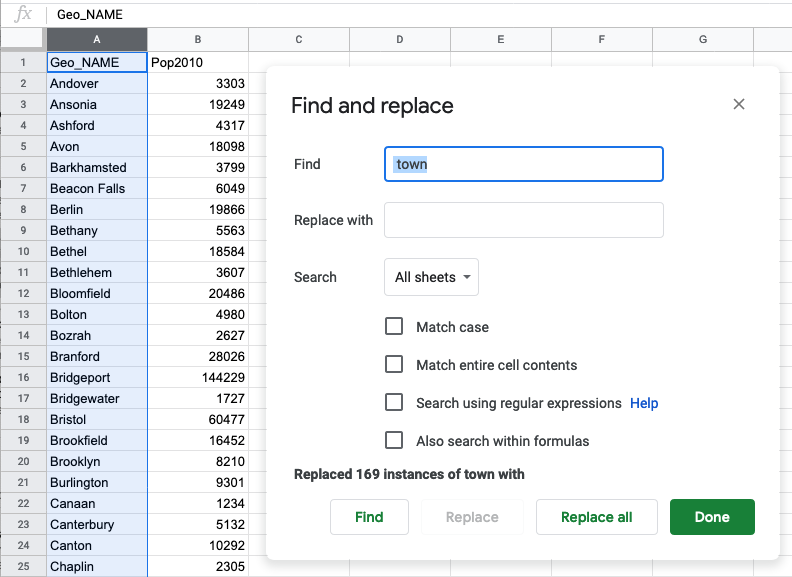 fx Geo_NAME
A B C D E F G
1 Geo_NAME Pop2010
2 Andover 3303
3 Ansonia 19249
4 Ashford 4317
5 Avon 18098
6 Barkhamsted 3799
7 Beacon Falls 6049
8 Berlin 19866
9 Bethany 5563
10 Bethel 18584
11 Bethlehem 3607
12 Bloomfield 20486
13 Bolton 4980
14 Bozrah 2627
15 Branford 28026
16 Bridgeport 144229
17 Bridgewater 1727
18 Bristol 60477
19 Brookfield 16452
20 Brooklyn 8210
21 Burlington 9301
22 Canaan 1234
23 Canterbury 5132
24 Canton 10292
25 Chaplin 2305
Find and replace
Find town
Replace with
Search All sheets
Match case
Match entire cell contents
Search using regular expressions Help
Also search within formulas
Replaced 169 instances of town with
Find Replace Replace all Done